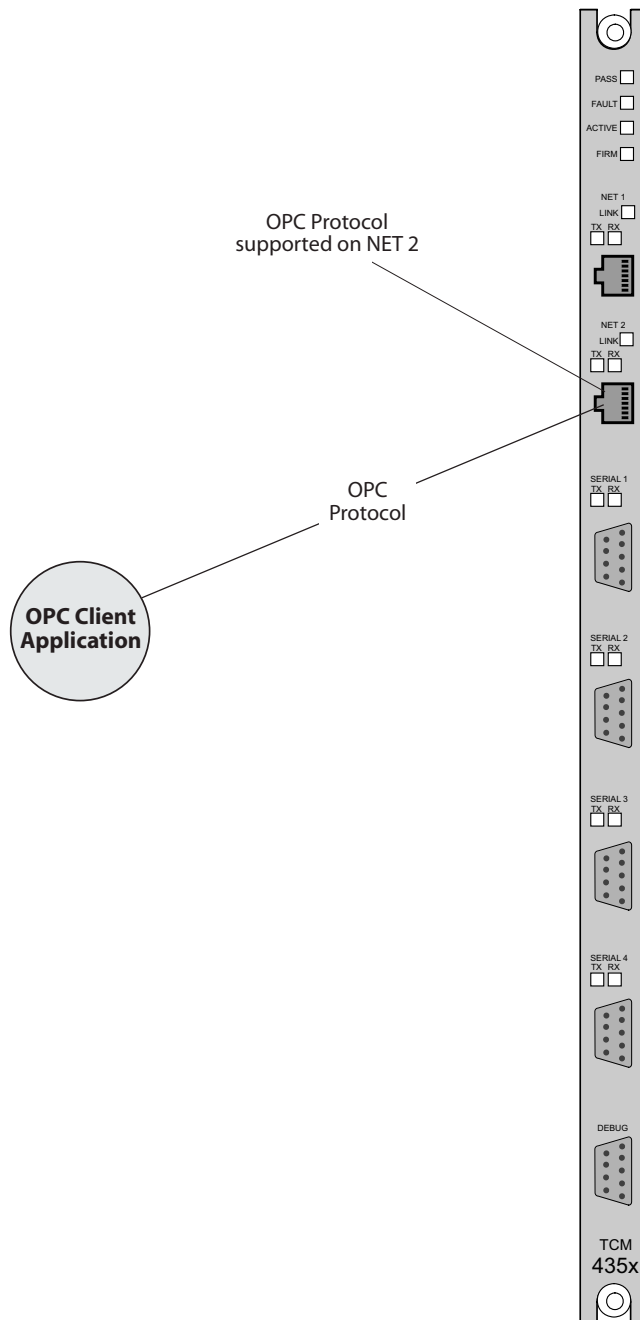 PASS
FAULT
ACTIVE
FIRM
NET 1
LINK
TX RX
OPC Protocol
supported on NET 2
NET 2
LINK
TX RX
OPC
Protocol
SERIAL 1
TX RX
OPC Client
Application
SERIAL 2
TX RX
SERIAL 3
TX RX
SERIAL 4
TX RX
DEBUG
TCM
435x